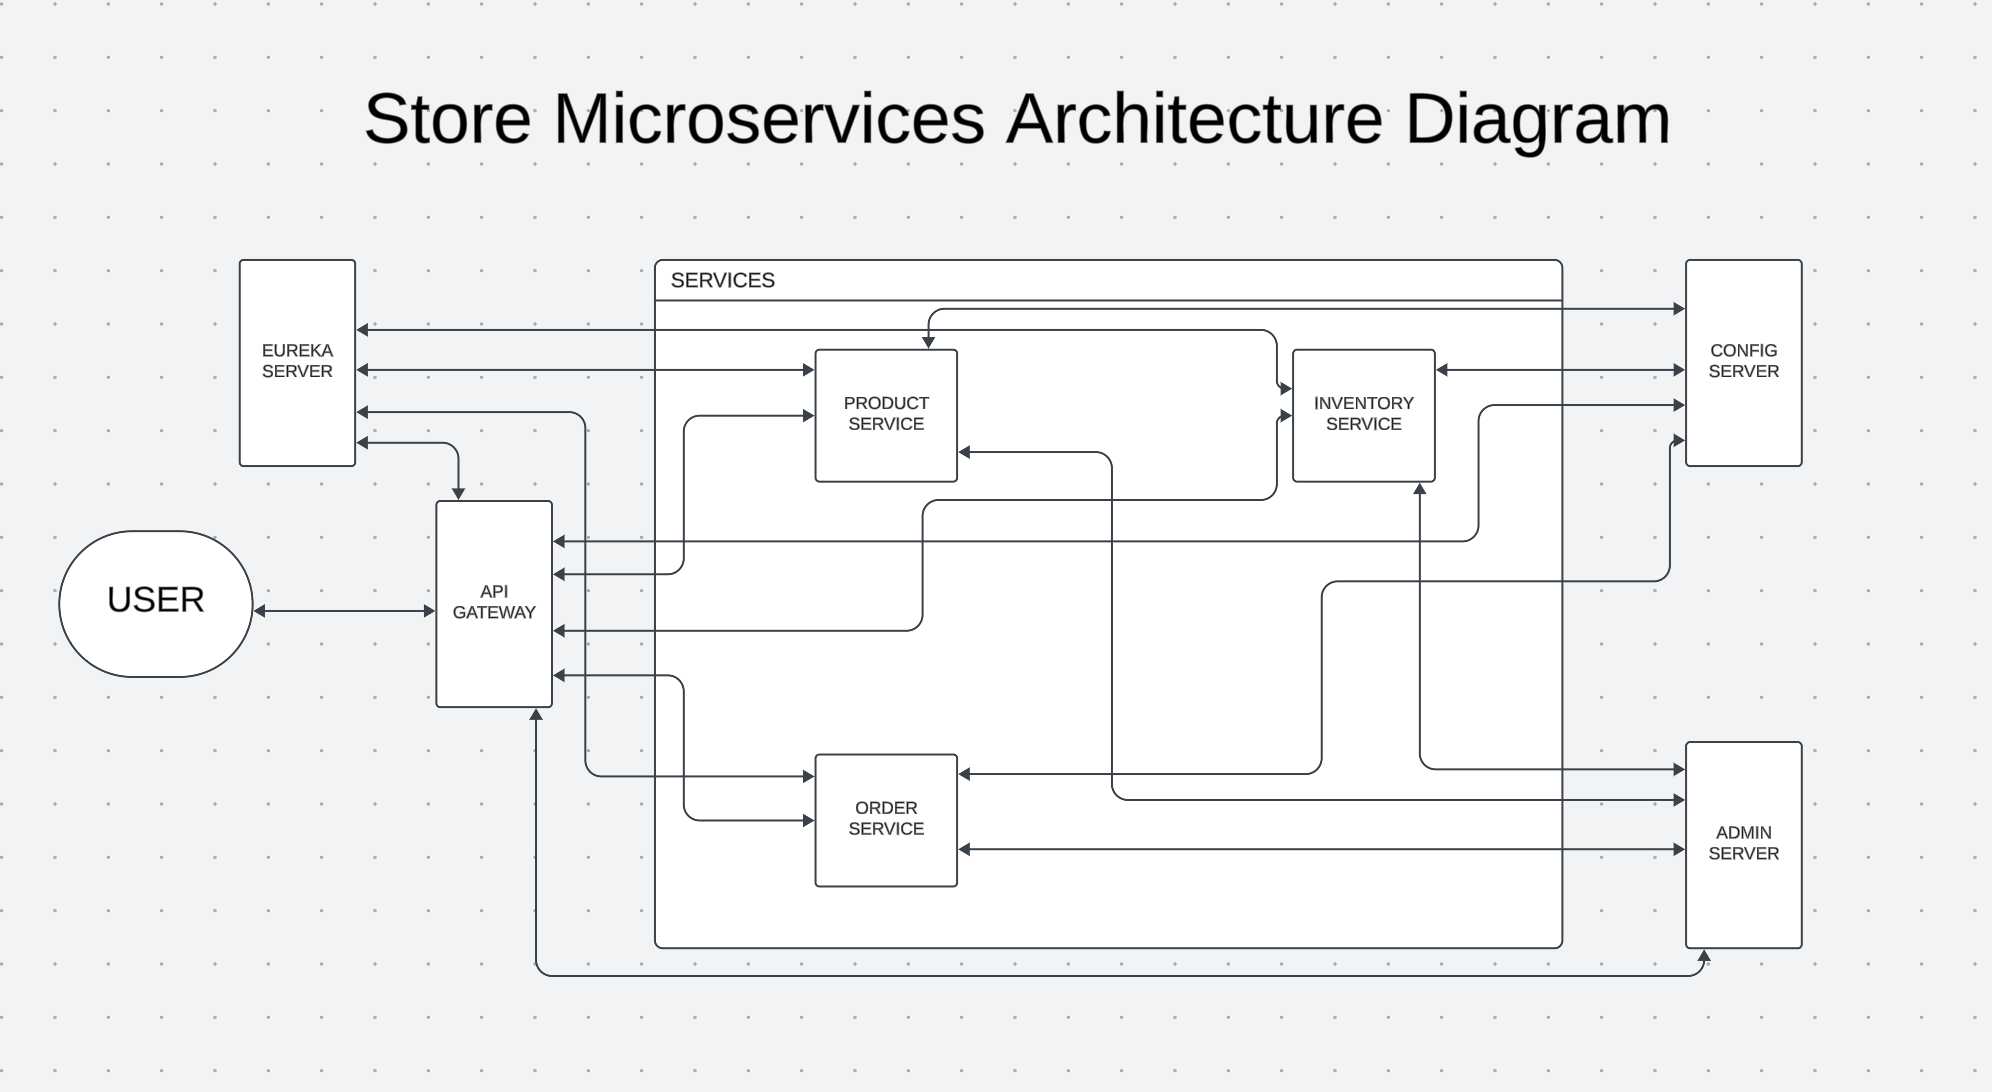 Store Microservices Architecture Diagram
SERVICES
EUREKA
SERVER
PRODUCT
SERVICE
INVENTORY
SERVICE
CONFIG
SERVER
USER
API
GATEWAY
ORDER
SERVICE
ADMIN
SERVER